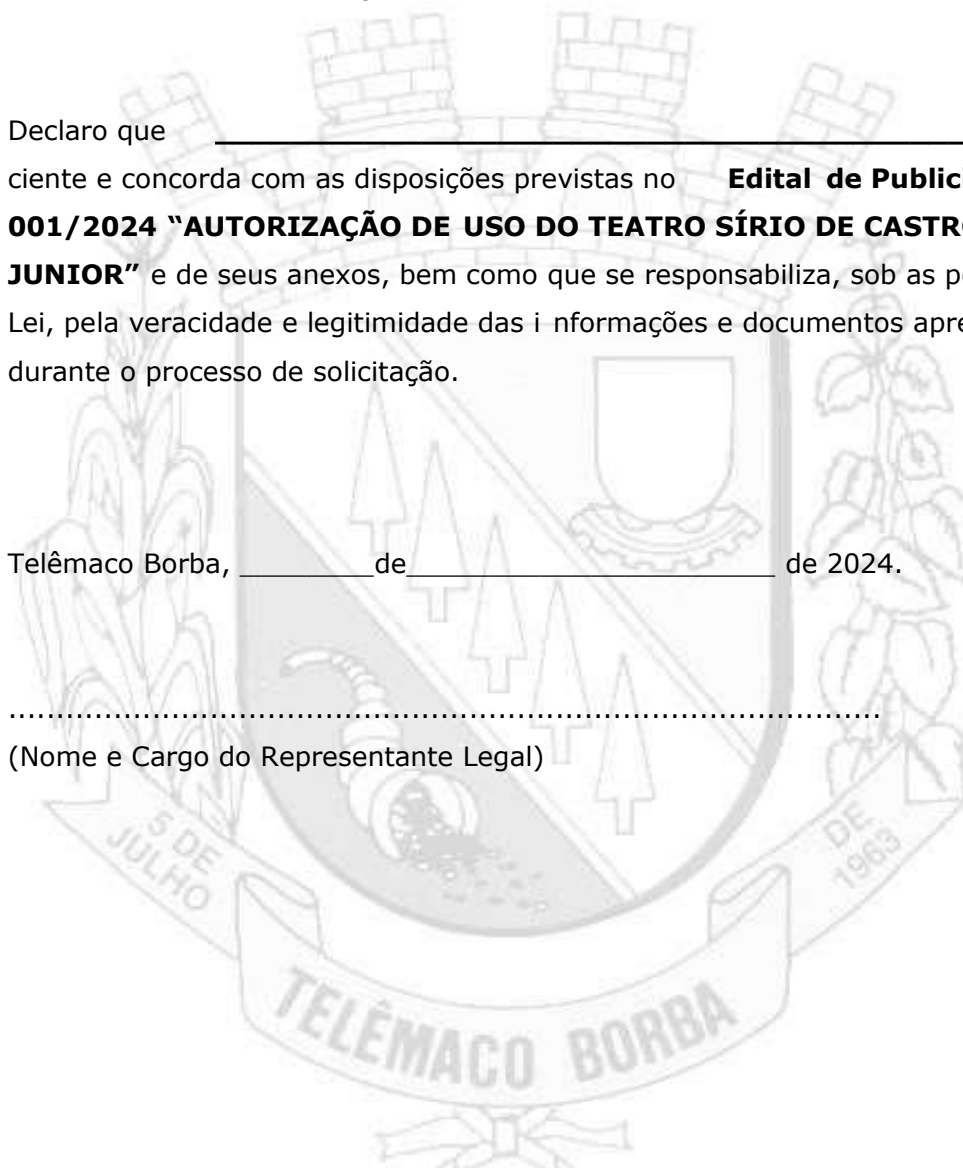 Declaro que ________________________________
ciente e concorda com as disposições previstas no Edital de Public
001/2024 “AUTORIZAÇÃO DE USO DO TEATRO SÍRIO DE CASTRO
JUNIOR” e de seus anexos, bem como que se responsabiliza, sob as p
Lei, pela veracidade e legitimidade das i nformações e documentos apre
durante o processo de solicitação.
Telêmaco Borba, _________de_________________________ de 2024.
.............................................................................................
(Nome e Cargo do Representante Legal)
5 DE
JULHO
DE
1963
TELÊMACO BORBA